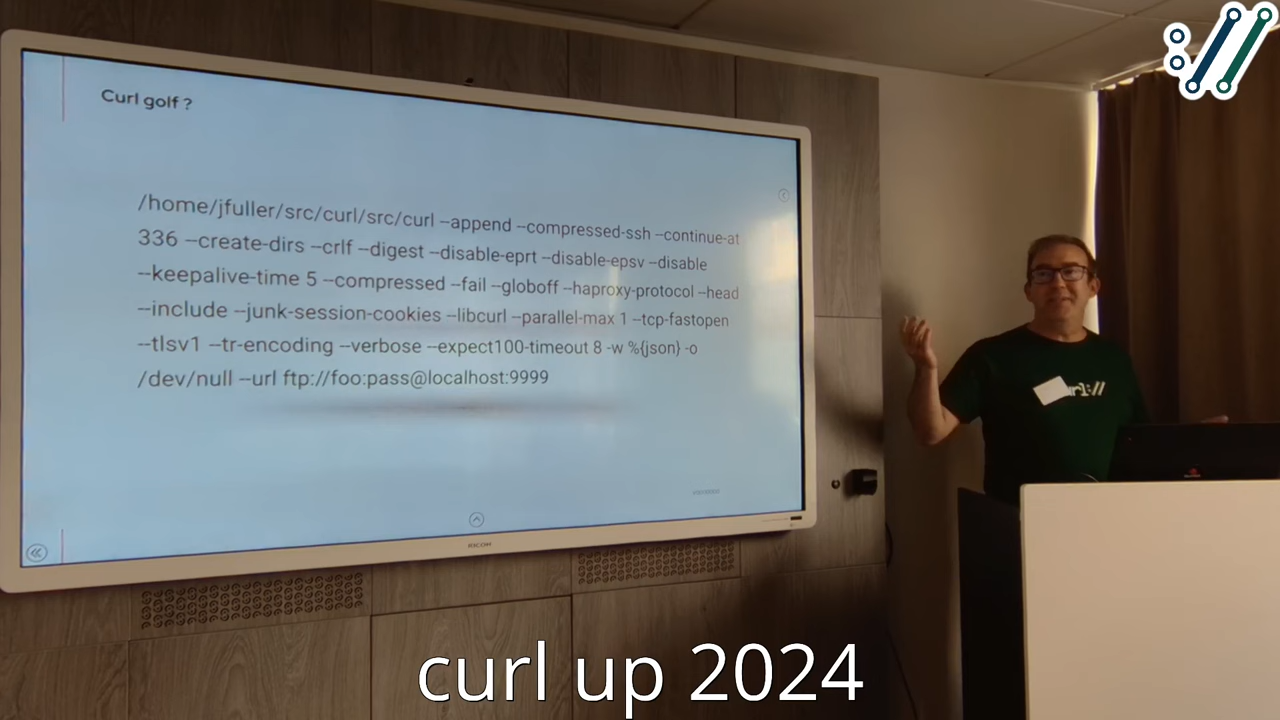 Curl golf ?
/home/jfuller/src/curl/src/curl –append –compressed-ssh –continue-at
336 –create-dirs –crlf –digest –disable-eprt –disable-epsv –disable
–keepalive-time 5 –compressed –fail –globoff –haproxy-protocol –head
–include –junk-session-cookies –libcurl –parallel-max 1 –tcp-fastopen
–tlsv1 –tr-encoding –verbose –expect100-timeout 8 -w %{json} -o
/dev/null –url ftp://foo:pass@localhost:9999
RICOH
url://
curl up 2024